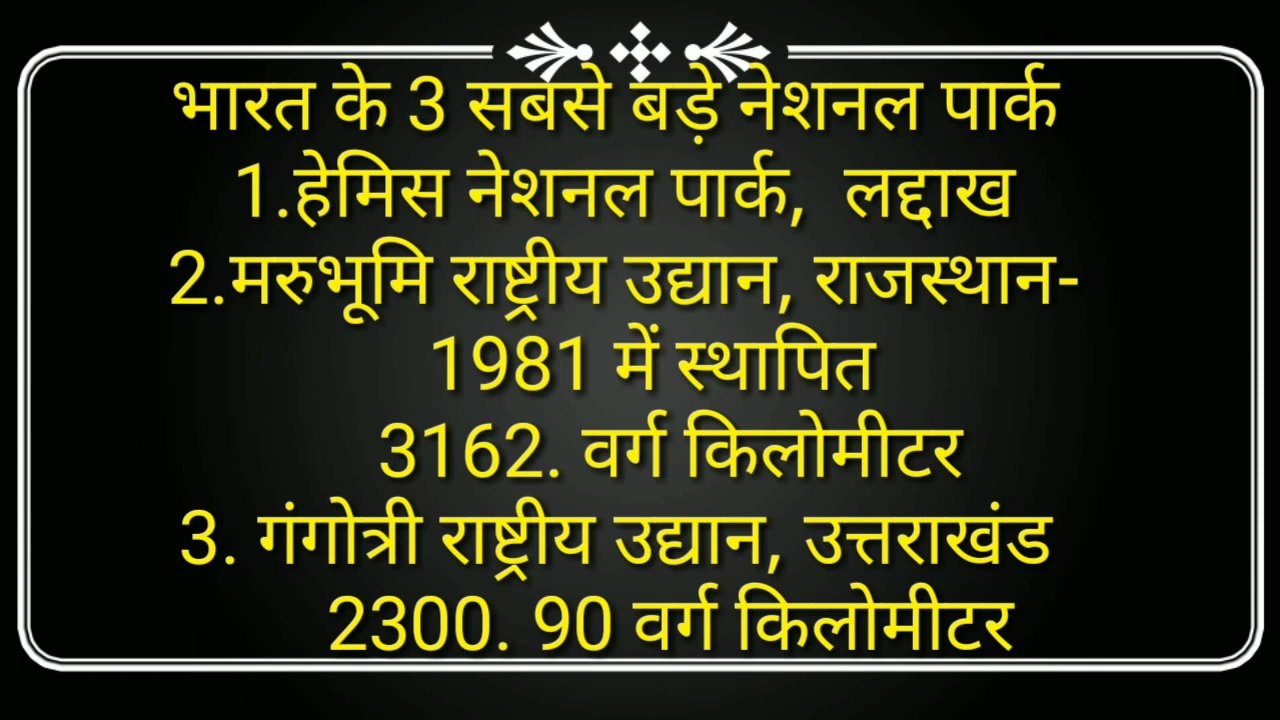 भारत के 3 सबसे बड़े नेशनल पार्क
1.हेमिस नेशनल पार्क, लद्दाख
2.मरुभूमि राष्ट्रीय उद्यान, राजस्थान-
1981 में स्थापित
3162. वर्ग किलोमीटर
3. गंगोत्री राष्ट्रीय उद्यान, उत्तराखंड
2300. 90 वर्ग किलोमीटर